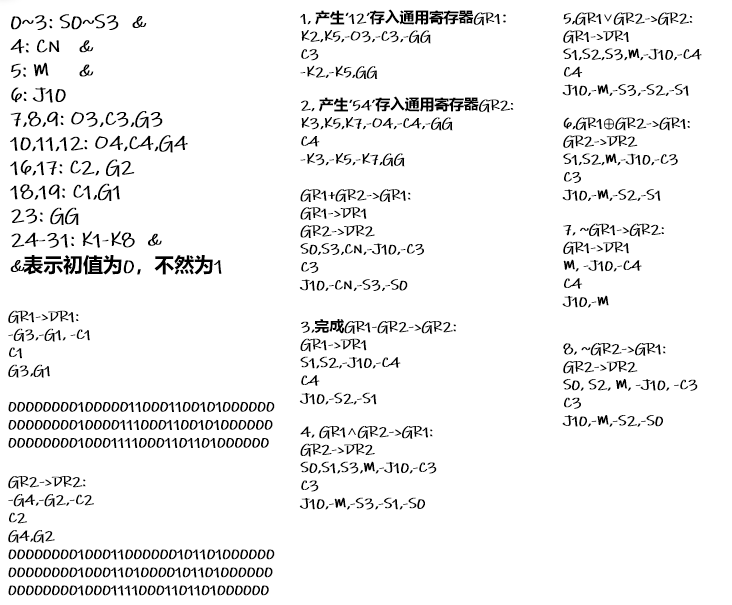 0~3: S0~S3 &
4: CN &
5: M &
6: J10
7,8,9: O3,C3,G3
10,11,12: O4,C4,G4
16,17: C2, G2
18,19: C1,G1
23: GG
24-31: K1-K8 &
&表示初值为0，不然为1
GR1->DR1:
-G3,-G1, -C1
C1
G3,G1
00000000100000110001100101000000
00000000100001110001100101000000
0000000010001111000110110100000
GR2->DR2:
-G4,-G2,-C2
C2
G4,G2
00000000100011000000101101000000
0000000010001101000010110100000
0000000010001111000110110100000
1, 产生'12'存入通用寄存器GR1:
K2,K5,-O3,-C3,-GG
C3
-K2,-K5,GG
2, 产生'54'存入通用寄存器GR2:
K3,K5,K7,-O4,-C4,-GG
C4
-K3,-K5,-K7,GG
GR1+GR2->GR1:
GR1->DR1
GR2->DR2
S0,S3,CN,-J10,-C3
C3
J10,-CN,-S3,-S0
3,完成GR1-GR2->GR2:
GR1->DR1
S1,S2,-J10,-C4
C4
J10,-S2,-S1
4, GR1∧GR2->GR1:
GR2->DR2
S0,S1,S3,M,-J10,-C3
C3
J10,-M,-S3,-S1,-S0
5,GR1∨GR2->GR2:
GR1->DR1
S1,S2,S3,M,-J10,-C4
C4
J10,-M,-S3,-S2,-S1
6,GR1⊕GR2->GR1:
GR2->DR2
S1,S2,M,-J10,-C3
C3
J10,-M,-S2,-S1
7, ~GR1->GR2:
GR1->DR1
M, -J10,-C4
C4
J10,-M
8, ~GR2->GR1:
GR2->DR2
S0, S2, M, -J10, -C3
C3
J10,-M,-S2,-S0